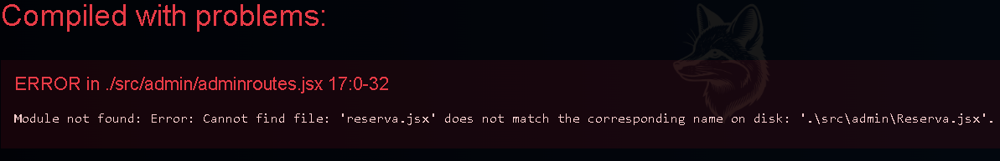 Compiled with problems:
ERROR in ./src/admin/adminroutes.jsx 17:0-32
Module not found: Error: Cannot find file: 'reserva.jsx' does not match the corresponding name on disk: '.\src\admin\Reserva.jsx'.